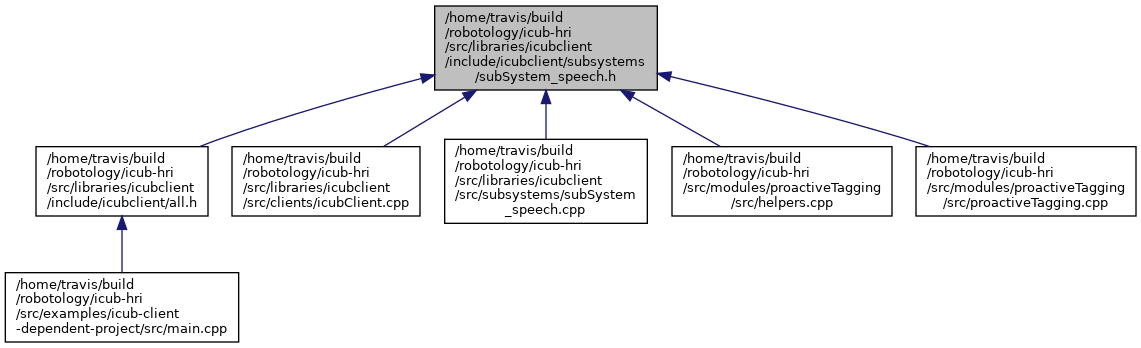 /home/travis/build
/robotology/icub-hri
/src/libraries/icubclient
/include/icubclient/subsystems
/subSystem_speech.h
/home/travis/build
/robotology/icub-hri
/src/libraries/icubclient
/include/icubclient/all.h
/home/travis/build
/robotology/icub-hri
/src/libraries/icubclient
/src/clients/icubClient.cpp
/home/travis/build
/robotology/icub-hri
/src/libraries/icubclient
/src/subsystems/subSystem
_speech.cpp
/home/travis/build
/robotology/icub-hri
/src/modules/proactiveTagging
/src/helpers.cpp
/home/travis/build
/robotology/icub-hri
/src/modules/proactiveTagging
/src/proactiveTagging.cpp
/home/travis/build
/robotology/icub-hri
/src/examples/icub-client
-dependent-project/src/main.cpp